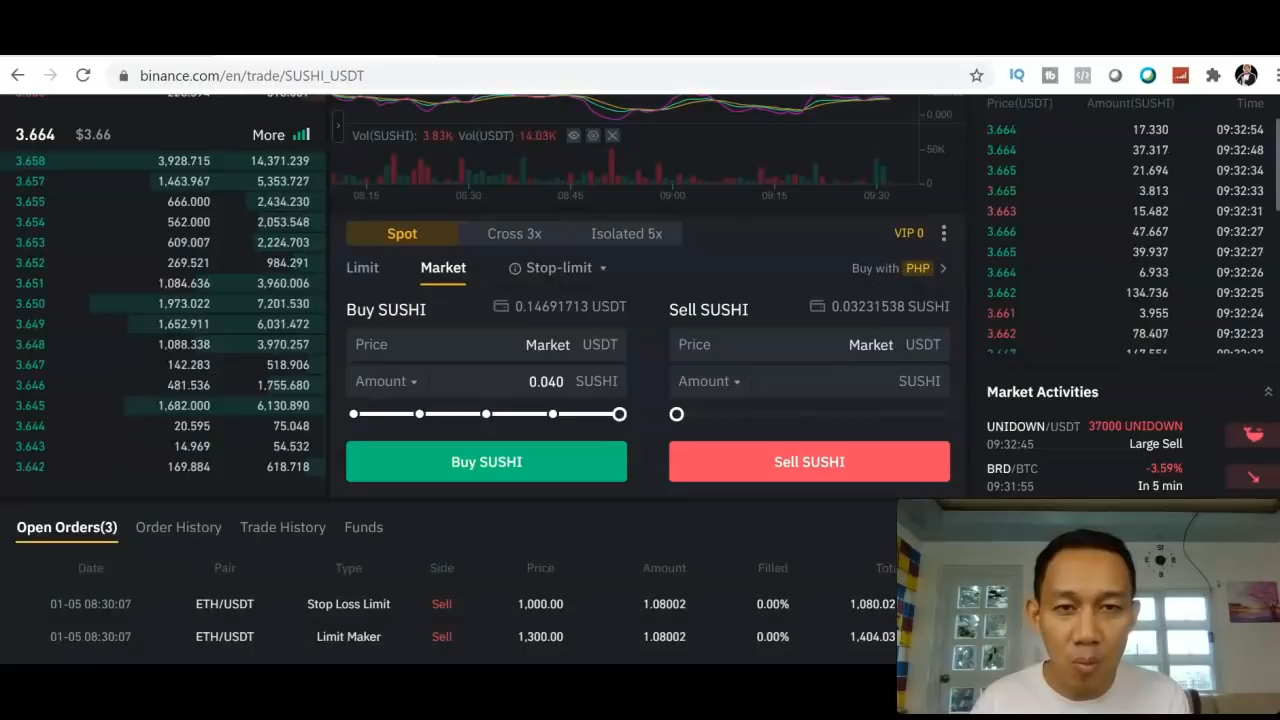 binance.com/en/trade/SUSHI_USDT
3.664 $3.66 More
3.658 3,928.715 14,371.239
3.657 1,463.967 5,353.727
3.655 666.000 2,434.230
3.654 562.000 2,053.548
3.653 609.007 2,224.703
3.652 269.521 984.291
3.651 1,084.636 3,960.006
3.650 1,973.022 7,201.530
3.649 1,652.911 6,031.472
3.648 1,088.338 3,970.257
3.647 142.283 518.906
3.646 481.536 1,755.680
3.645 1,682.000 6,130.890
3.644 20.595 75.048
3.643 14.969 54.532
3.642 169.884 618.718
0.000
Vol(SUSHI): 3.83K Vol(USDT) 14.03K
50K
0
08:15 08:30 08:45 09:00 09:15 09:30
Spot Cross 3x Isolated 5x VIP 0
Limit Market Stop-limit Buy with PHP
Buy SUSHI 0.14691713 USDT
Price Market USDT
Amount 0.040 SUSHI
Buy SUSHI
Sell SUSHI 0.03231538 SUSHI
Price Market USDT
Amount SUSHI
Sell SUSHI
IQ
Price(USDT) Amount(SUSHI) Time
3.664 17.330 09:32:54
3.664 37.317 09:32:48
3.665 21.694 09:32:34
3.665 3.813 09:32:33
3.663 15.482 09:32:31
3.666 47.667 09:32:27
3.665 39.937 09:32:27
3.664 6.933 09:32:26
3.662 134.736 09:32:25
3.661 3.955 09:32:24
3.662 78.407 09:32:23
Market Activities
UNIDOWN/USDT 37000 UNIDOWN
09:32:45 Large Sell
BRD/BTC -3.59%
09:31:55 In 5 min
Open Orders(3) Order History Trade History Funds
Date Pair Type Side Price Amount Filled
01-05 08:30:07 ETH/USDT Stop Loss Limit Sell 1,000.00 1.08002 0.00% 1,080.02
01-05 08:30:07 ETH/USDT Limit Maker Sell 1,300.00 1.08002 0.00% 1,404.03